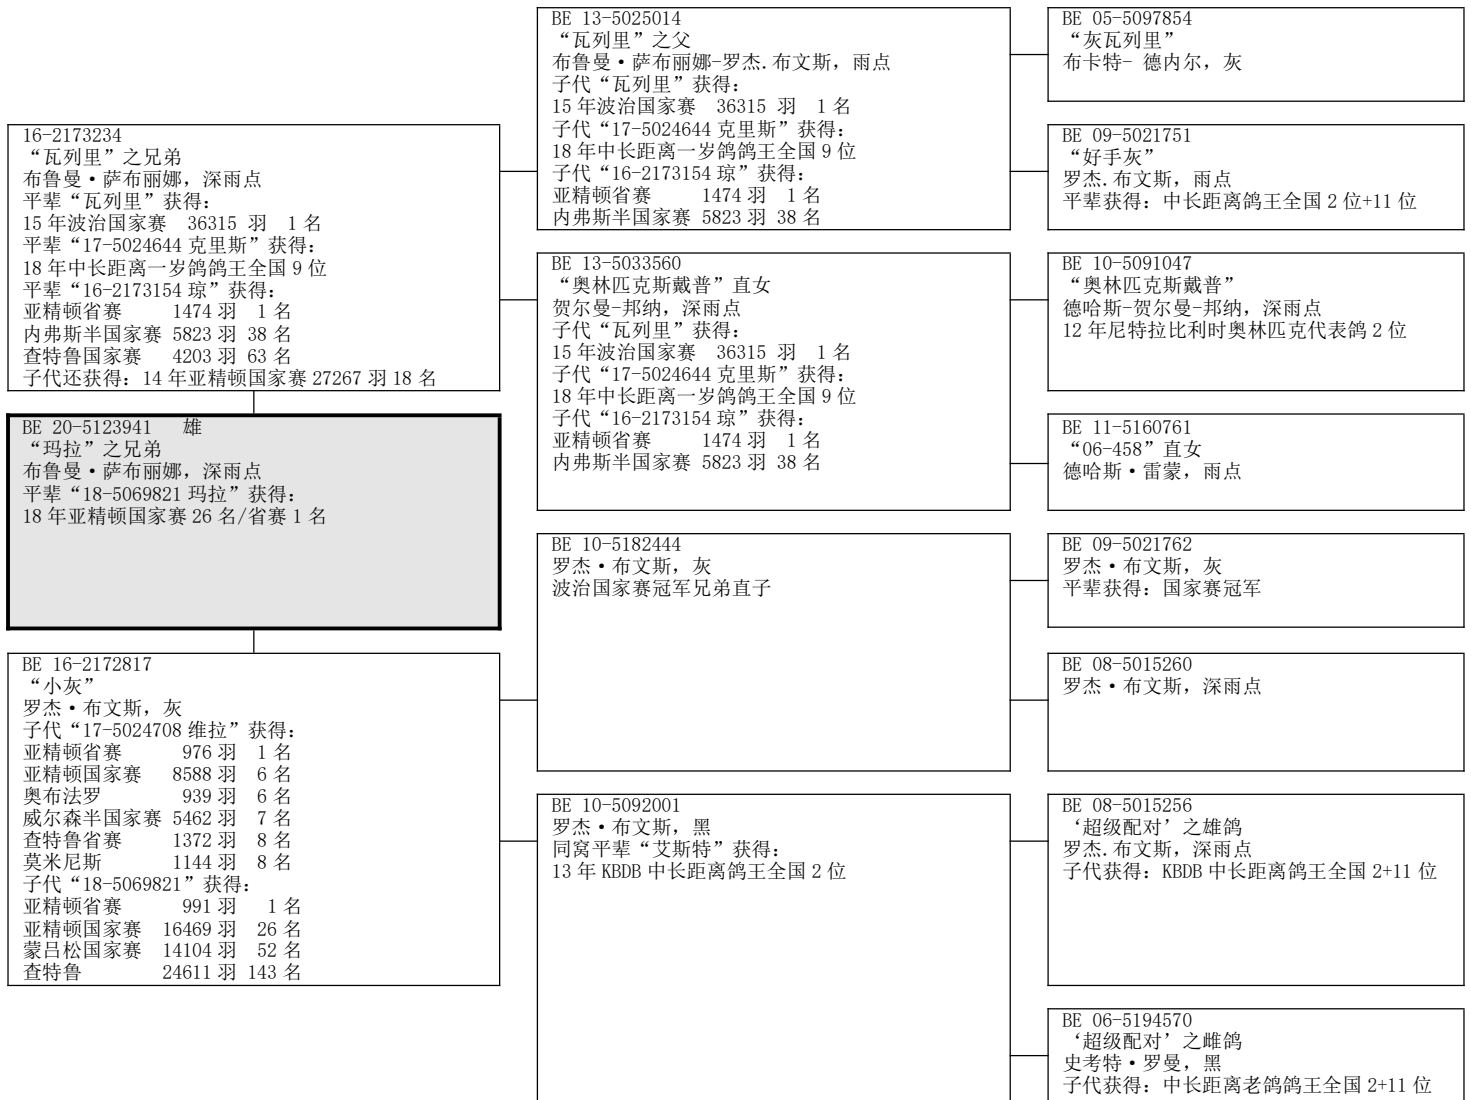 16-2173234
“瓦列里”之兄弟
布鲁曼·萨布丽娜，深雨点
平辈“瓦列里”获得：
15 年波治国家赛 36315 羽 1 名
平辈“17-5024644 克里斯”获得：
18 年中长距离一岁鸽鸽王全国 9 位
平辈“16-2173154 琼”获得：
亚精顿省赛 1474 羽 1 名
内弗斯半国家赛 5823 羽 38 名
查特鲁国家赛 4203 羽 63 名
子代还获得：14 年亚精顿国家赛 27267 羽 18 名
BE 20-5123941 雄
“玛拉”之兄弟
布鲁曼·萨布丽娜，深雨点
平辈“18-5069821 玛拉”获得：
18 年亚精顿国家赛 26 名/省赛 1 名
BE 16-2172817
“小灰”
罗杰·布文斯，灰
子代“17-5024708 维拉”获得：
亚精顿省赛 976 羽 1 名
亚精顿国家赛 8588 羽 6 名
奥布法罗 939 羽 6 名
威尔森半国家赛 5462 羽 7 名
查特鲁省赛 1372 羽 8 名
莫米尼斯 1144 羽 8 名
子代“18-5069821”获得：
亚精顿省赛 991 羽 1 名
亚精顿国家赛 16469 羽 26 名
蒙吕松国家赛 14104 羽 52 名
查特鲁 24611 羽 143 名
BE 13-5025014
“瓦列里”之父
布鲁曼·萨布丽娜-罗杰.布文斯，雨点
子代“瓦列里”获得：
15 年波治国家赛 36315 羽 1 名
子代“17-5024644 克里斯”获得：
18 年中长距离一岁鸽鸽王全国 9 位
子代“16-2173154 琼”获得：
亚精顿省赛 1474 羽 1 名
内弗斯半国家赛 5823 羽 38 名
BE 13-5033560
“奥林匹克斯戴普”直女
贺尔曼-邦纳，深雨点
子代“瓦列里”获得：
15 年波治国家赛 36315 羽 1 名
子代“17-5024644 克里斯”获得：
18 年中长距离一岁鸽鸽王全国 9 位
子代“16-2173154 琼”获得：
亚精顿省赛 1474 羽 1 名
内弗斯半国家赛 5823 羽 38 名
BE 10-5182444
罗杰·布文斯，灰
波治国家赛冠军兄弟直子
BE 10-5092001
罗杰·布文斯，黑
同窝平辈“艾斯特”获得：
13 年 KBDB 中长距离鸽王全国 2 位
BE 05-5097854
“灰瓦列里”
布卡特- 德内尔，灰
BE 09-5021751
“好手灰”
罗杰.布文斯，雨点
平辈获得：中长距离鸽王全国 2 位+11 位
BE 10-5091047
“奥林匹克斯戴普”
德哈斯-贺尔曼-邦纳，深雨点
12 年尼特拉比利时奥林匹克代表鸽 2 位
BE 11-5160761
“06-458”直女
德哈斯·雷蒙，雨点
BE 09-5021762
罗杰·布文斯，灰
平辈获得：国家赛冠军
BE 08-5015260
罗杰·布文斯，深雨点
BE 08-5015256
‘超级配对’之雄鸽
罗杰.布文斯，深雨点
子代获得：KBDB 中长距离鸽王全国 2+11 位
BE 06-5194570
‘超级配对’之雌鸽
史考特·罗曼，黑
子代获得：中长距离老鸽鸽王全国 2+11 位